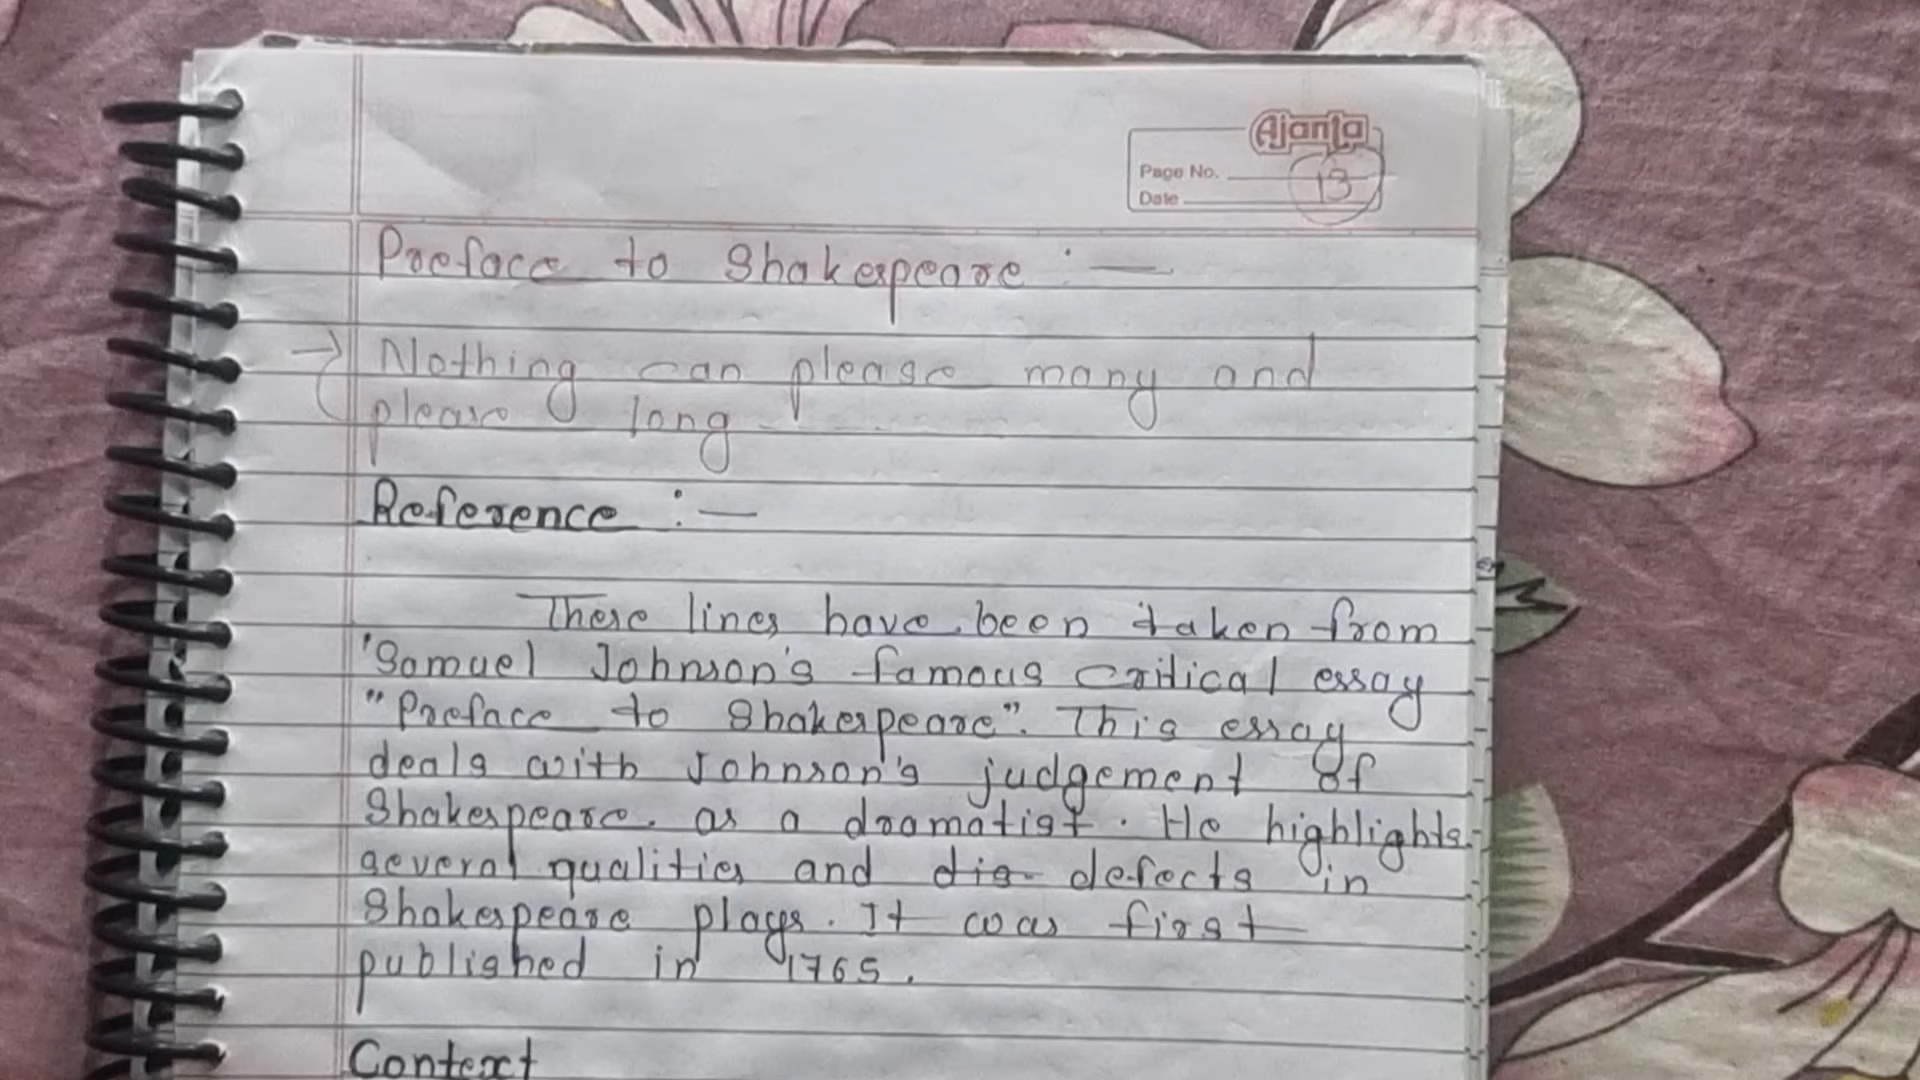 Ajanta
Page No. 13
Date
Preface to Shakespeare :—
→ Nothing can please many and
please long
Reference :—
These lines have been taken from
'Samuel Johnson's famous critical essay
"Preface to Shakespeare". This essay
deals with Johnson's judgement of
Shakespeare. as a dramatist. He highlights
several qualities and dis- defects in
Shakespeare plays. It was first
published in 1765.
Context